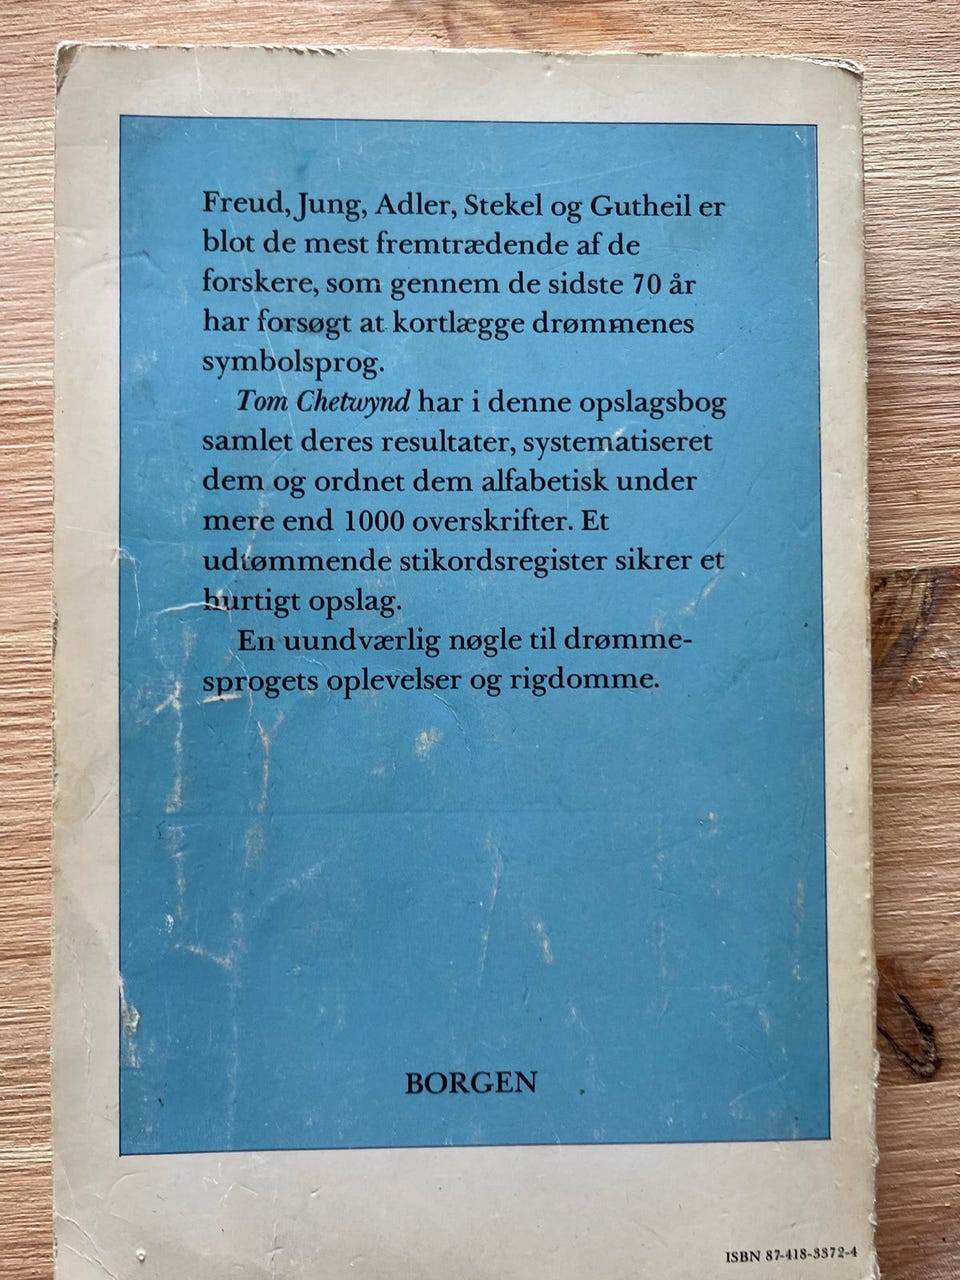 Freud, Jung, Adler, Stekel og Gutheil er
blot de mest fremtrædende af de
forskere, som gennem de sidste 70 år
har forsøgt at kortlægge drømmenes
symbolsprog.
Tom Chetwynd har i denne opslagsbog
samlet deres resultater, systematiseret
dem og ordnet dem alfabetisk under
mere end 1000 overskrifter. Et
udtømmende stikordsregister sikrer et
hurtigt opslag.
En uundværlig nøgle til drømme-
sprogets oplevelser og rigdomme.
BORGEN
ISBN 87-418-3372-4